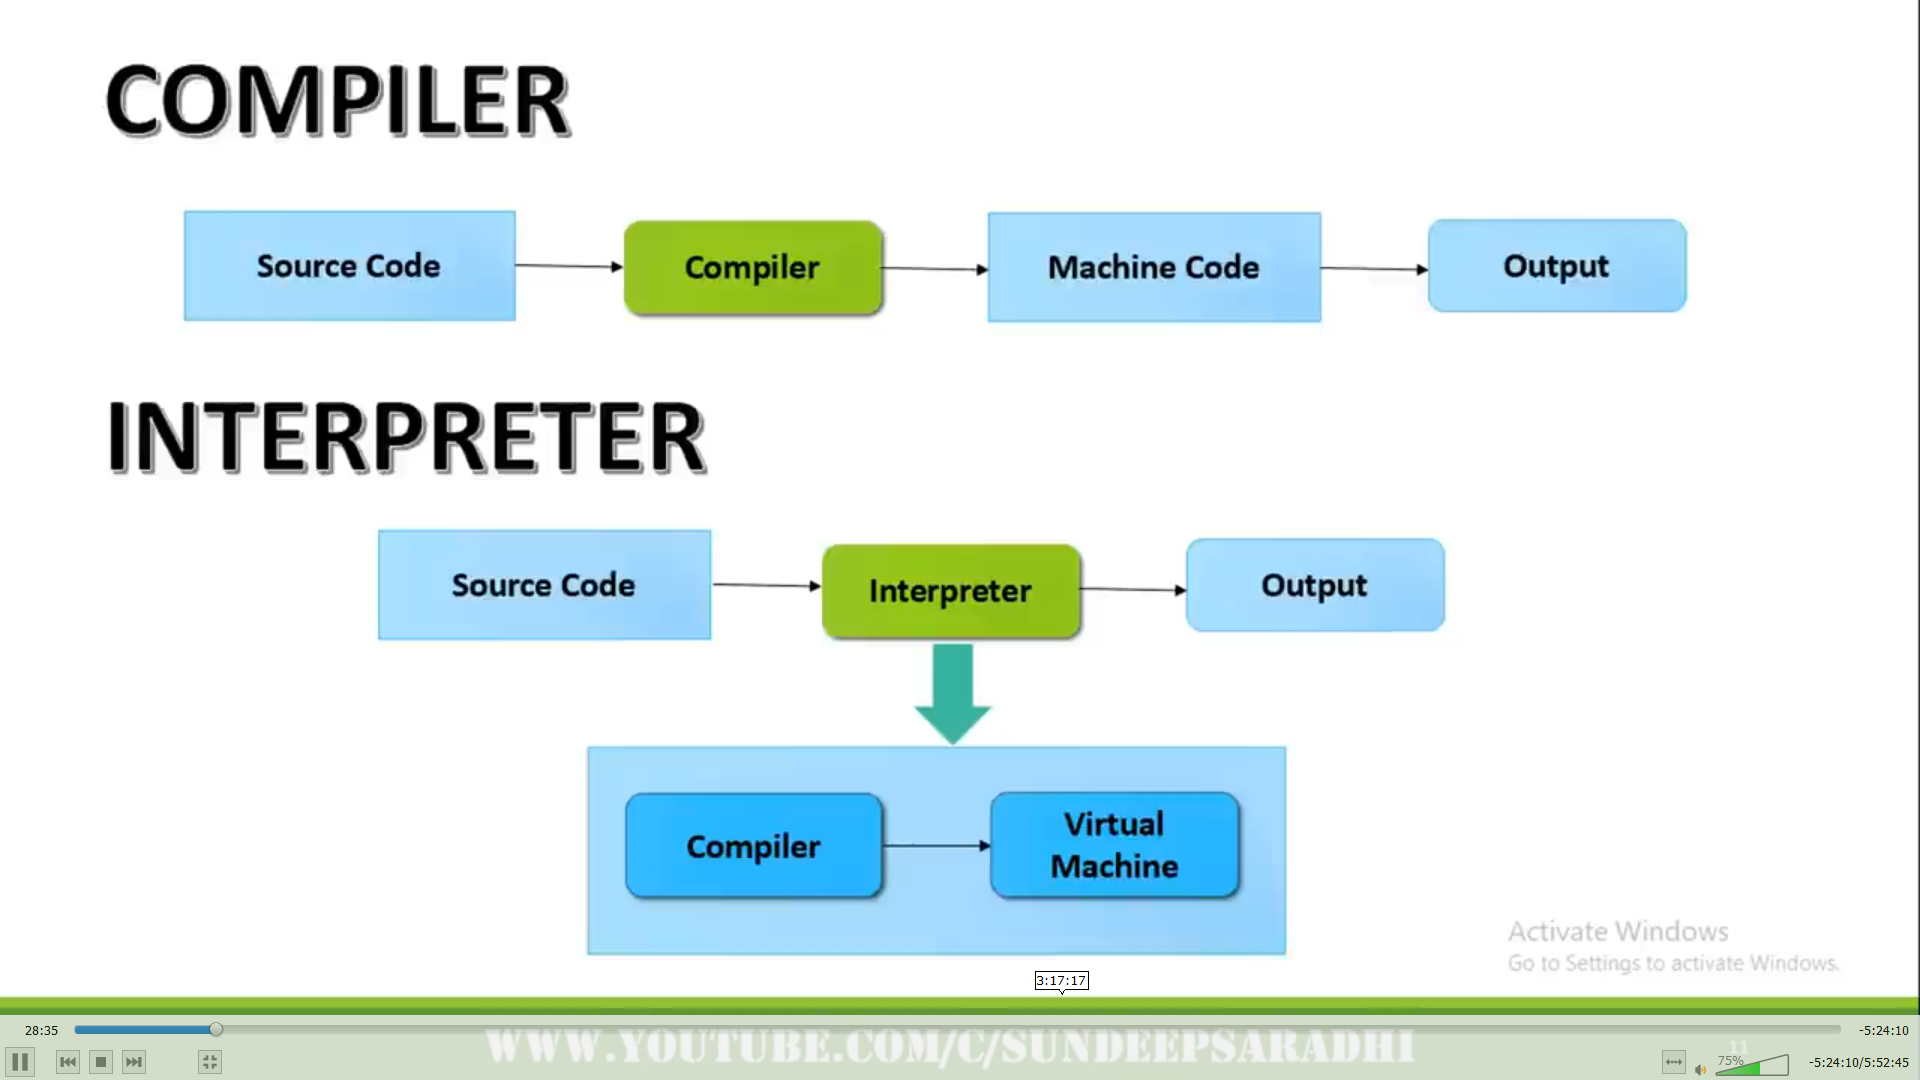 COMPILER
Source Code
Compiler
Machine Code
Output
INTERPRETER
Source Code
Interpreter
Output
Compiler
Virtual
Machine
Activate Windows
Go to Settings to activate Windows.
3:17:17
28:35
-5:24:10
WWW.YOUTUBE.COM/C/SUNDEEPSARADHI
11
75%
-5:24:10/5:52:45